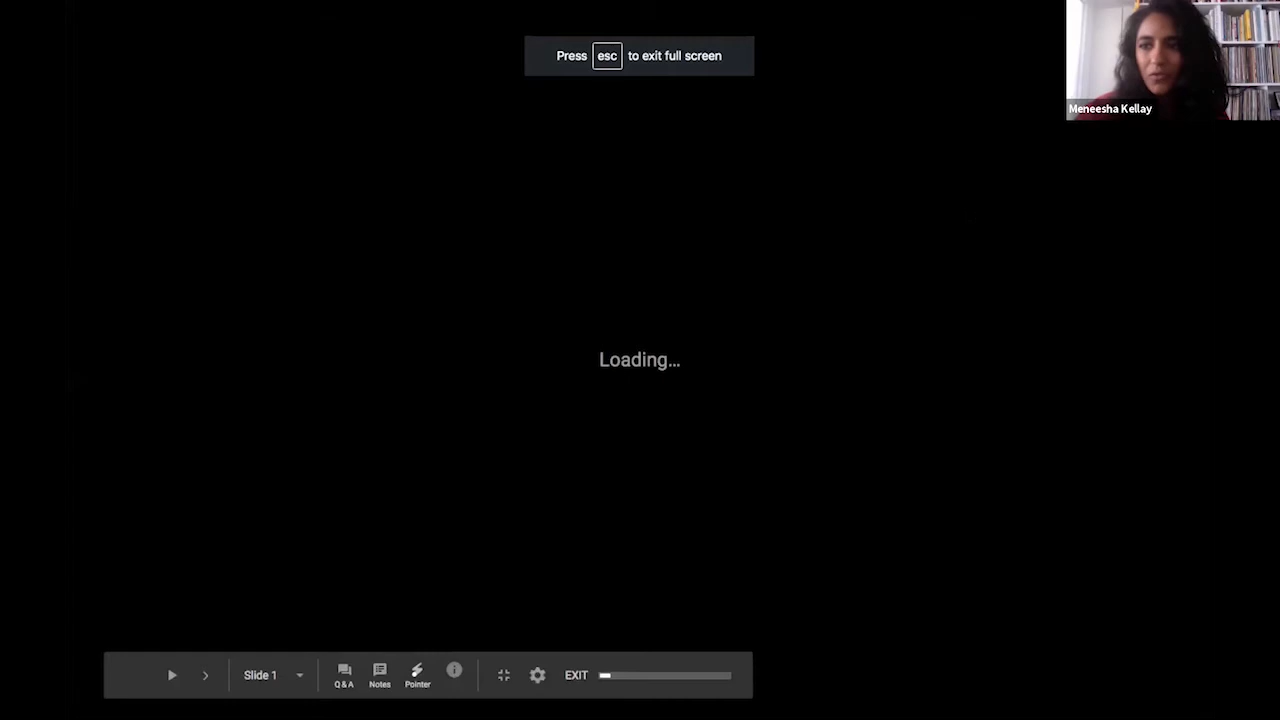 Press esc to exit full screen
Meneesha Kellay
Loading...
Slide 1
Q & A
Notes
Pointer
EXIT